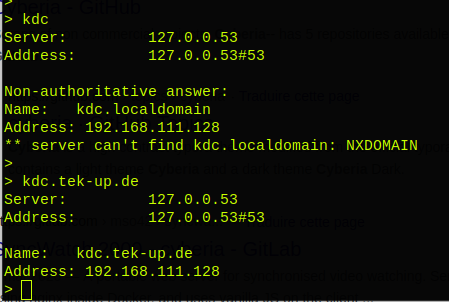 >
> kdc
Server: 127.0.0.53
Address: 127.0.0.53#53
Non-authoritative answer:
Name: kdc.localdomain
Address: 192.168.111.128
** server can't find kdc.localdomain: NXDOMAIN
>
> kdc.tek-up.de
Server: 127.0.0.53
Address: 127.0.0.53#53
Name: kdc.tek-up.de
Address: 192.168.111.128
>